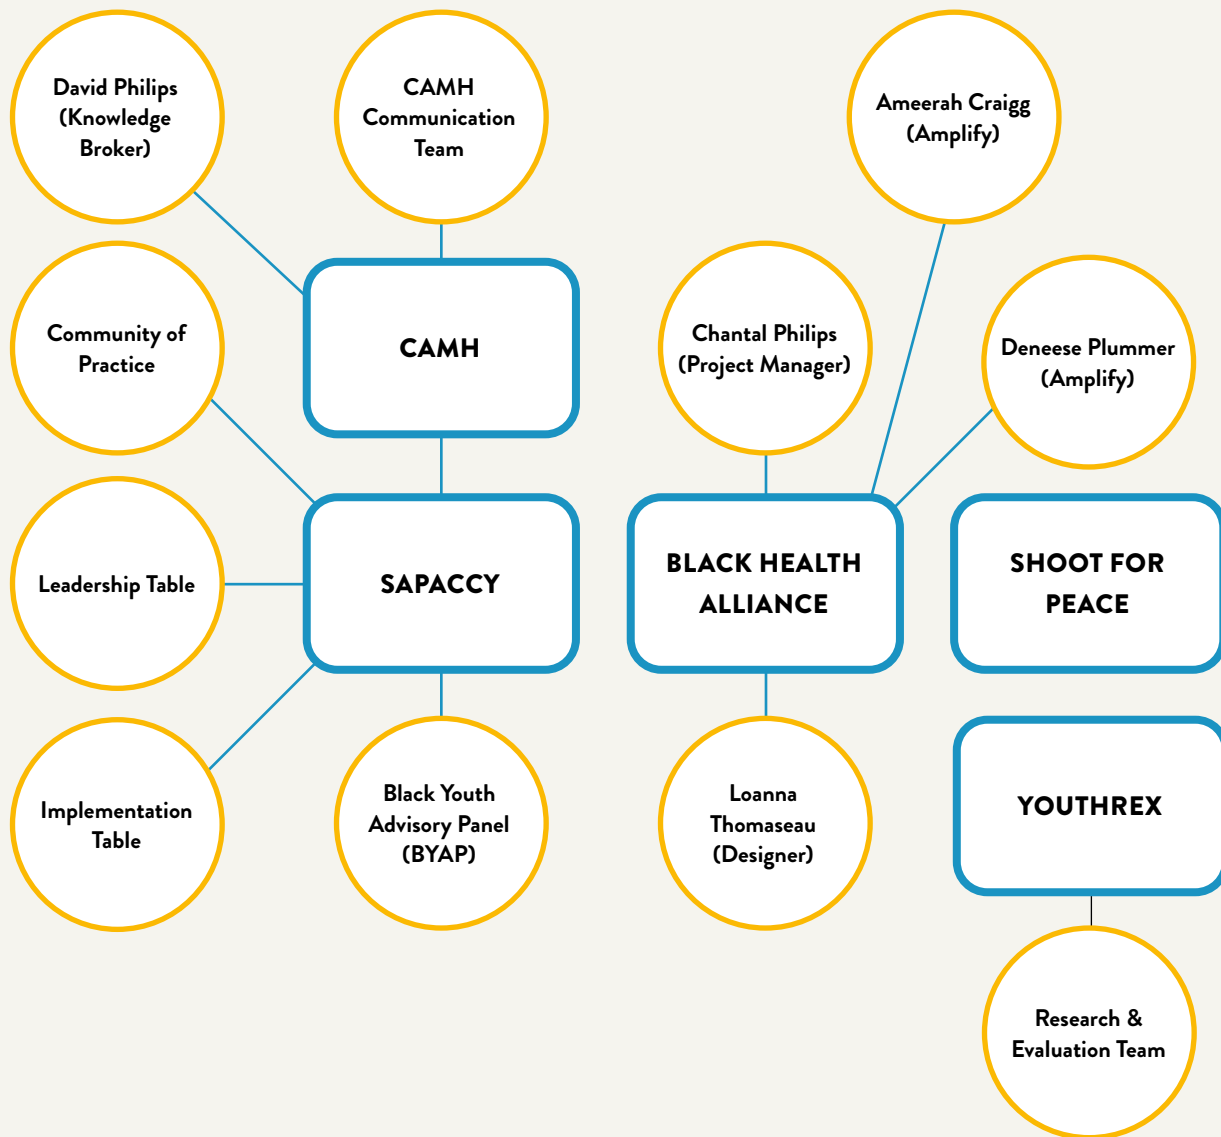 David Philips
(Knowledge
Broker)
CAMH
Communication
Team
Ameerah Craigg
(Amplify)
Community of
Practice
CAMH
Chantal Philips
(Project Manager)
Deneese Plummer
(Amplify)
Leadership Table
SAPACCY
BLACK HEALTH
ALLIANCE
SHOOT FOR
PEACE
Implementation
Table
Black Youth
Advisory Panel
(BYAP)
Loanna
Thomaseau
(Designer)
YOUTHREX
Research &
Evaluation Team